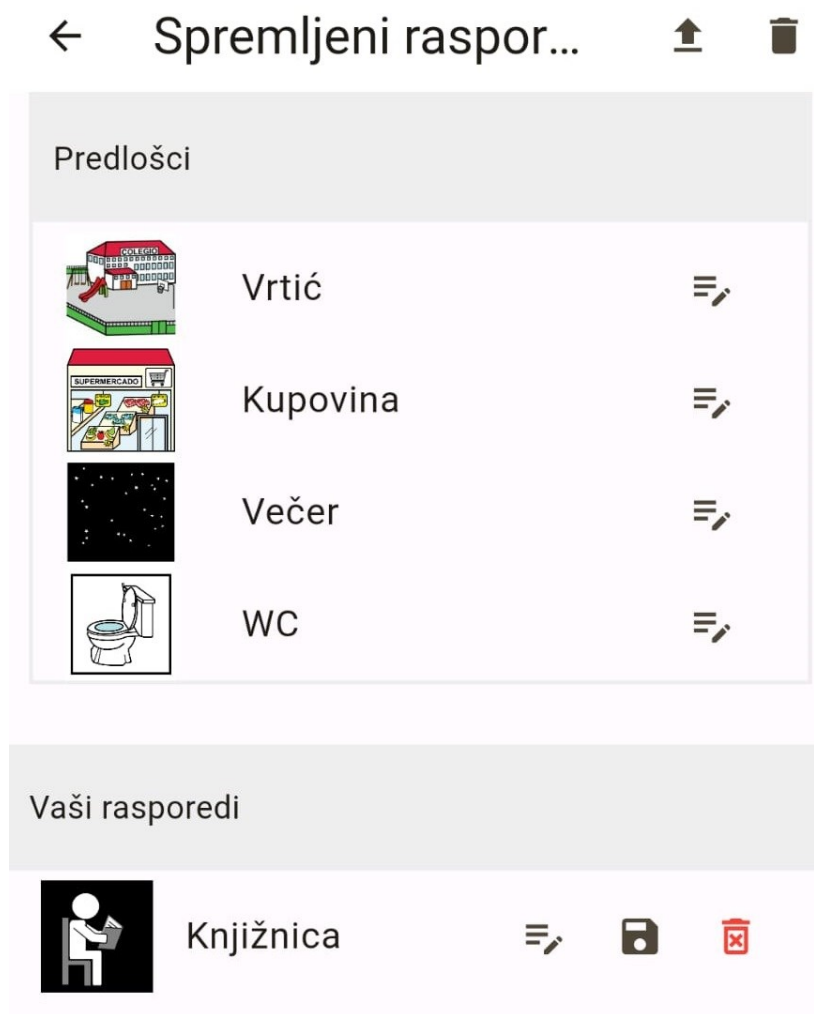 Spremljeni raspor...
Predlošci
COLEGIO
Vrtić
SUPERMERCADO
Kupovina
Večer
WC
Vaši rasporedi
Knjižnica